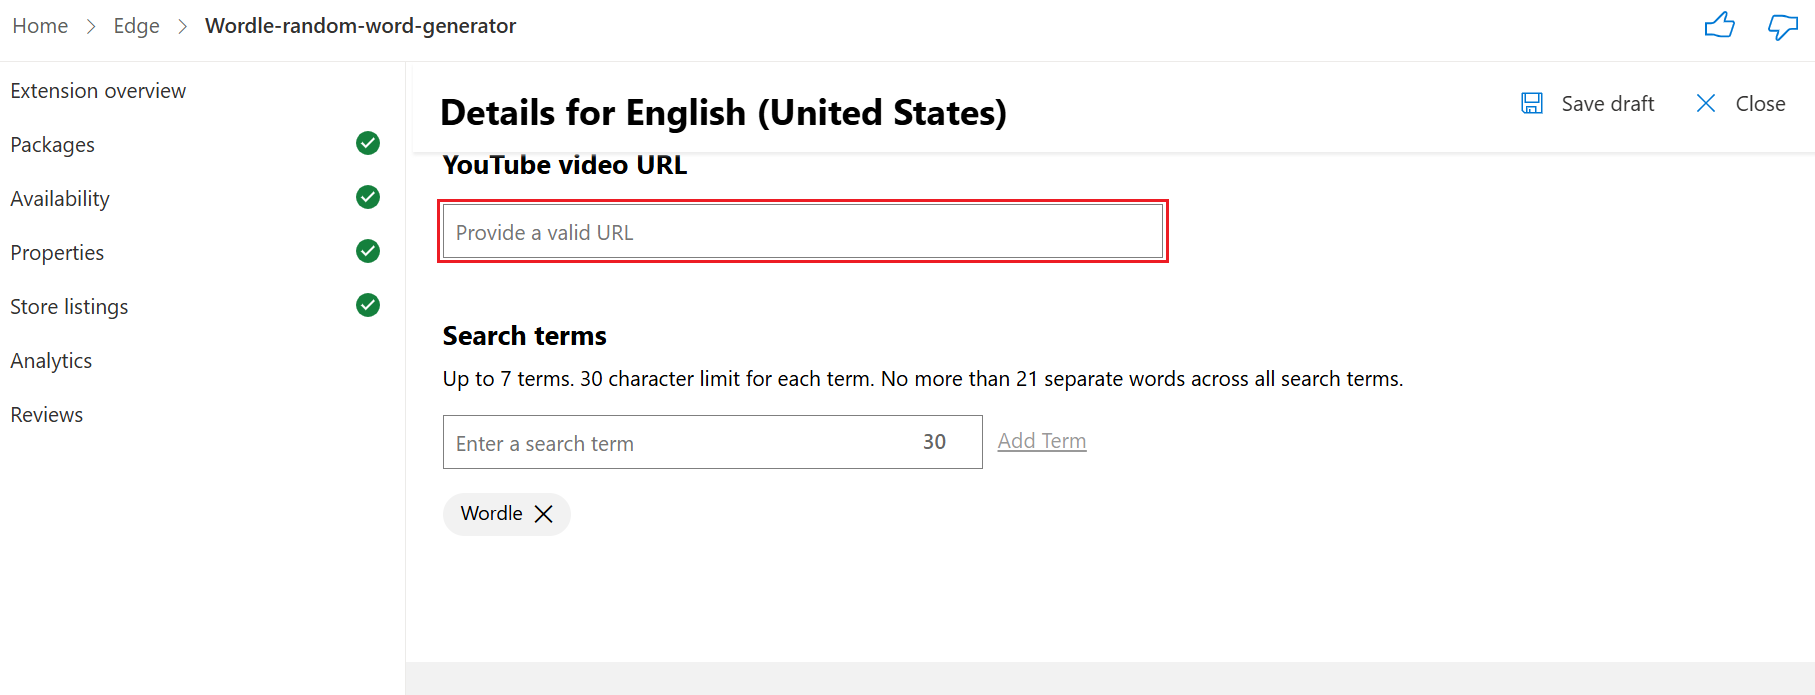 Home > Edge > Wordle-random-word-generator
Extension overview
Packages
Availability
Properties
Store listings
Analytics
Reviews
Details for English (United States)
Save draft
Close
YouTube video URL
Provide a valid URL
Search terms
Up to 7 terms. 30 character limit for each term. No more than 21 separate words across all search terms.
Enter a search term 30
Add Term
Wordle